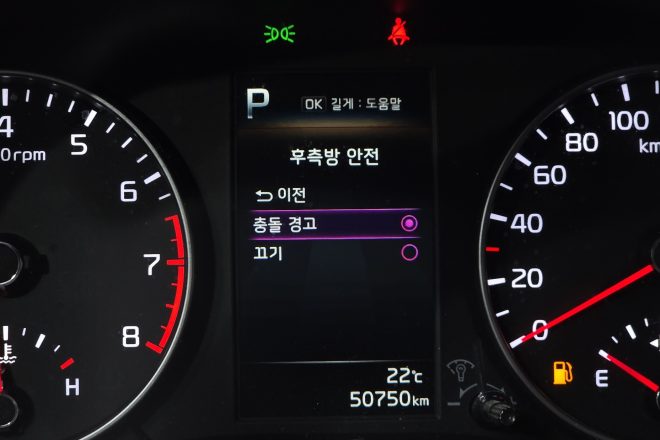 P OK 길게 : 도움말
후측방 안전
이전
충돌 경고
끄기
22℃
50750km
4
5
6
7
8
0rpm
H
0
20
40
60
80
100
km
E